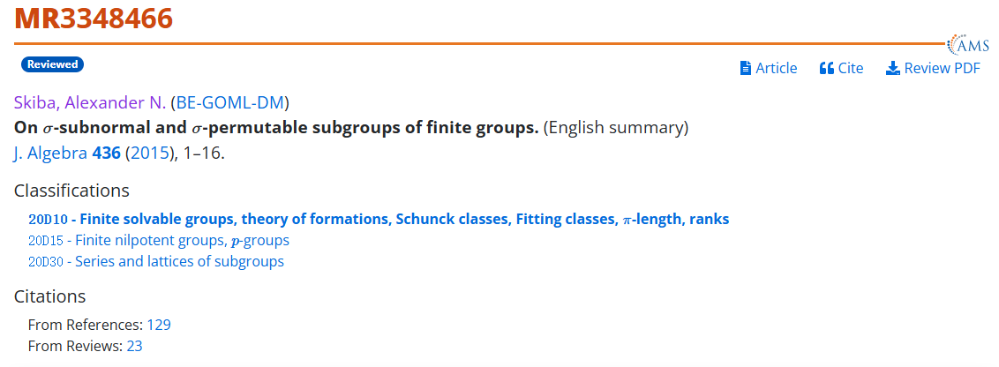 MR3348466
AMS
Reviewed
Article Cite Review PDF
Skiba, Alexander N. (BE-GOML-DM)
On σ-subnormal and σ-permutable subgroups of finite groups. (English summary)
J. Algebra 436 (2015), 1–16.
Classifications
20D10 - Finite solvable groups, theory of formations, Schunck classes, Fitting classes, π-length, ranks
20D15 - Finite nilpotent groups, p-groups
20D30 - Series and lattices of subgroups
Citations
From References: 129
From Reviews: 23